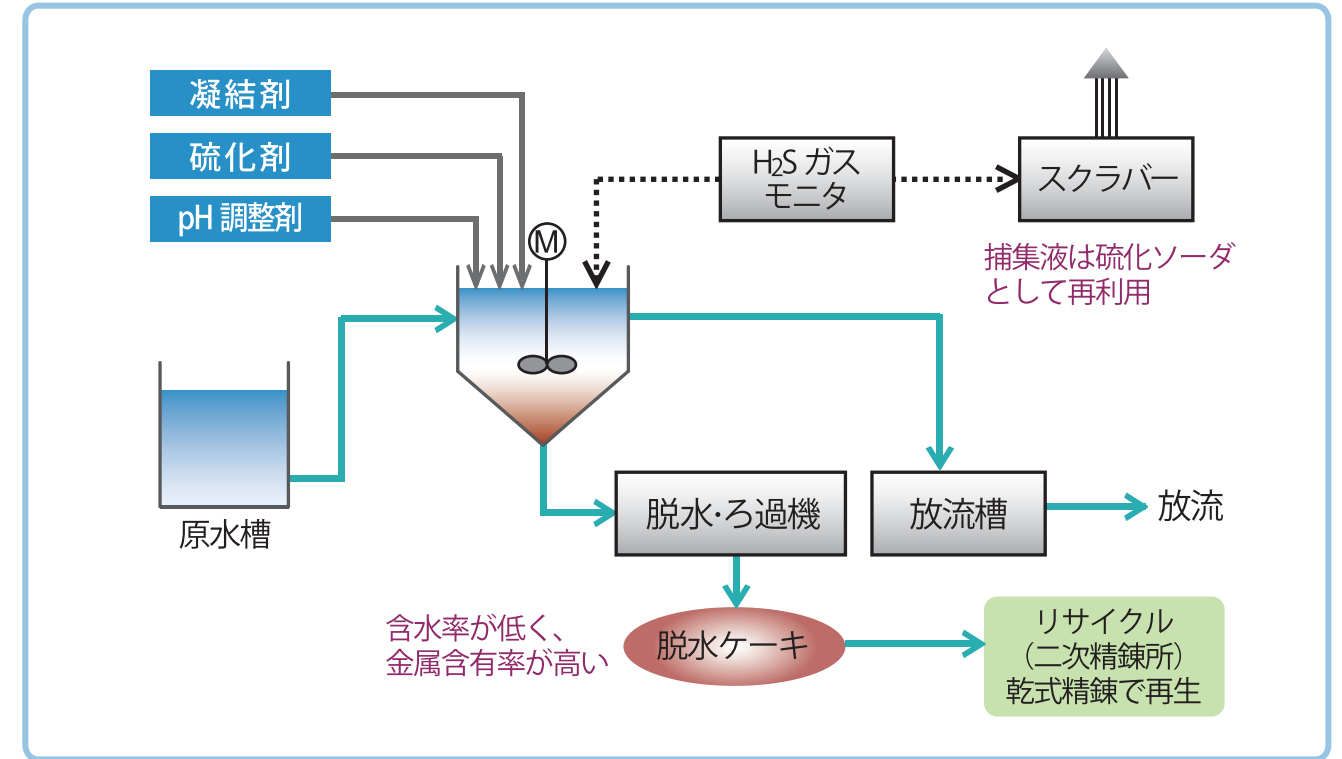 凝結剤
硫化剤
pH 調整剤
M
H2S ガス
モニタ
スクラバー
捕集液は硫化ソーダ
として再利用
原水槽
脱水・ろ過機
放流槽
放流
含水率が低く、
金属含有率が高い
脱水ケーキ
リサイクル
（二次精錬所）
乾式精錬で再生